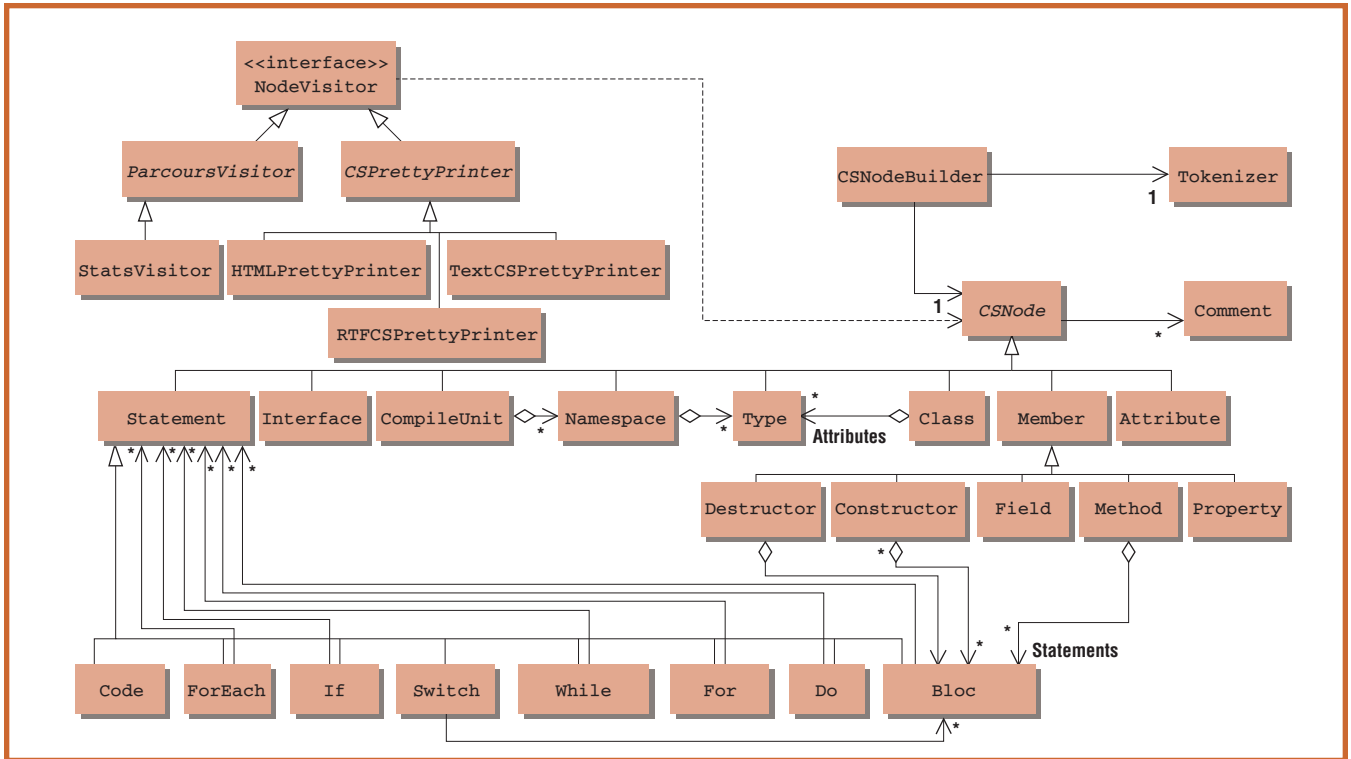 <<interface>>
NodeVisitor
ParcoursVisitor
CSPrettyPrinter
CSNodeBuilder
Tokenizer
1
StatsVisitor
HTMLPrettyPrinter
TextCSPrettyPrinter
RTFCSPrettyPrinter
1
CSNode
Comment
*
Statement
Interface
CompileUnit
*
Namespace
*
Type
*
Attributes
Class
Member
Attribute
*
*
*
*
*
*
Destructor
Constructor
Field
Method
Property
*
*
*
Statements
Code
ForEach
If
Switch
While
For
Do
Bloc
*